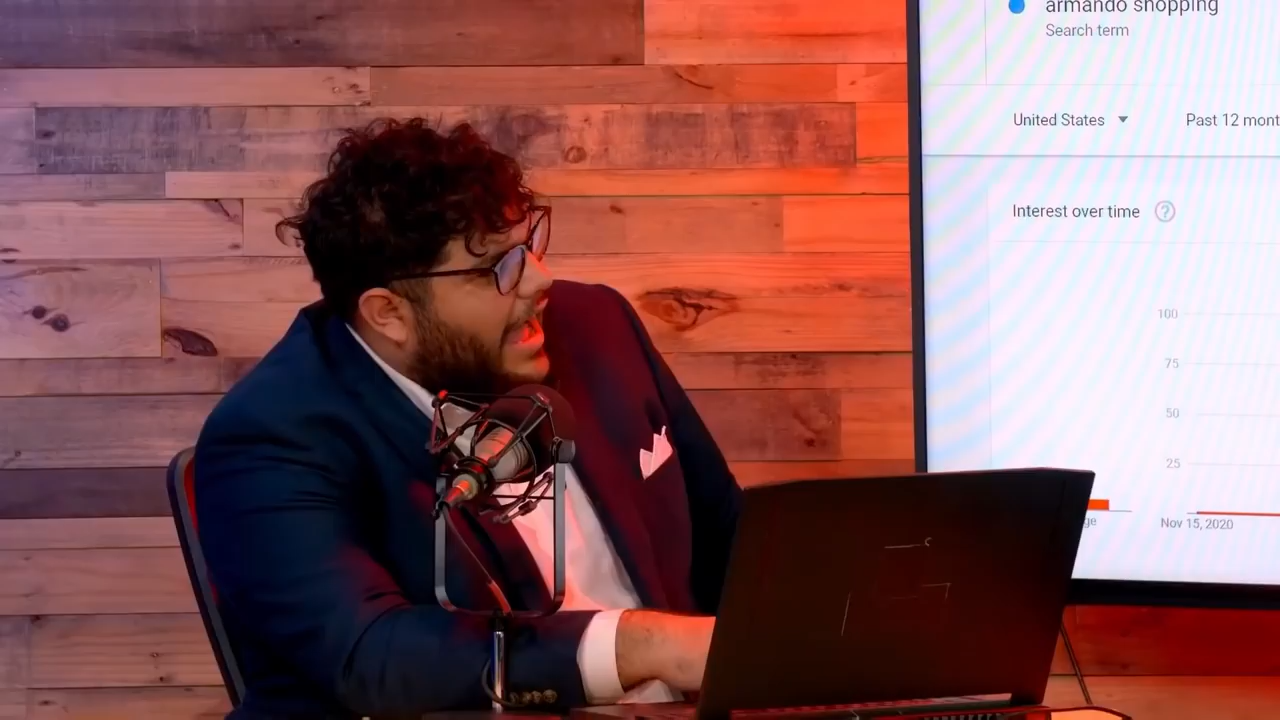 armando shopping
Search term
United States
Past 12 mont
Interest over time
100
75
50
25
ge
Nov 15, 2020